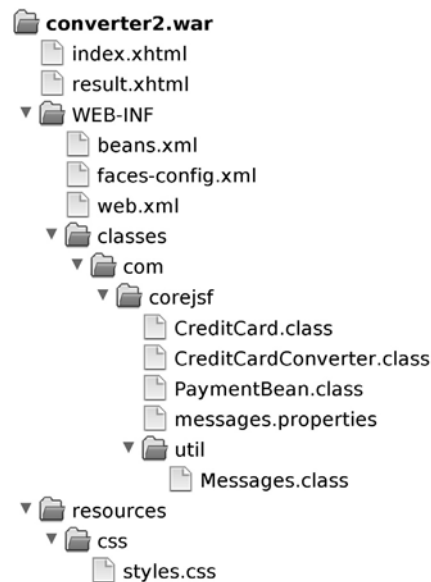 converter2.war
index.xhtml
result.xhtml
WEB-INF
beans.xml
faces-config.xml
web.xml
classes
com
corejsf
CreditCard.class
CreditCardConverter.class
PaymentBean.class
messages.properties
util
Messages.class
resources
css
styles.css